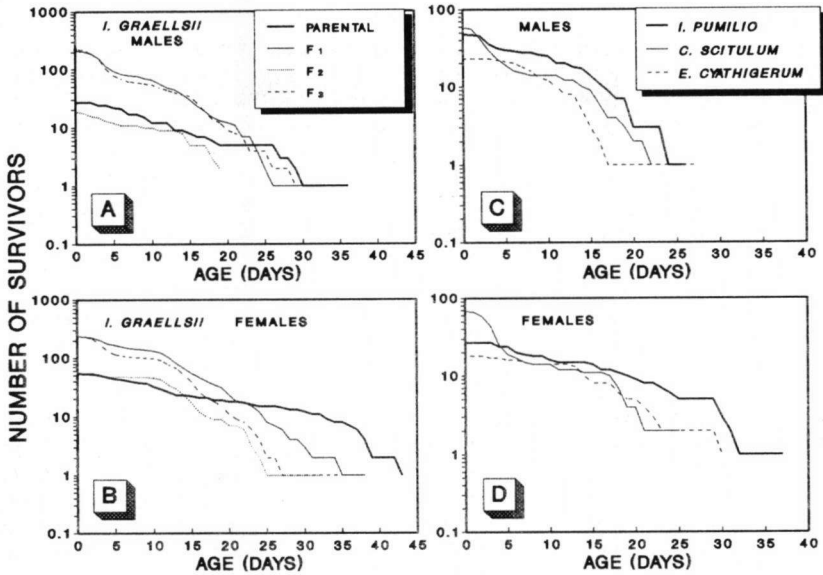 NUMBER OF SURVIVORS
I. GRAELLSII
MALES
PARENTAL
F1
F2
F3
1000
100
10
1
0.1
A
0 5 10 15 20 25 30 35 40
AGE (DAYS)
MALES
I. PUMILIO
C. SCITULUM
E. CYATHIGERUM
100
10
1
0.1
C
0 5 10 15 20 25 30 35 40
AGE (DAYS)
I. GRAELLSII FEMALES
1000
100
10
1
0.1
B
0 5 10 15 20 25 30 35 40 45
AGE (DAYS)
FEMALES
100
10
1
0.1
D
0 5 10 15 20 25 30 35 40
AGE (DAYS)